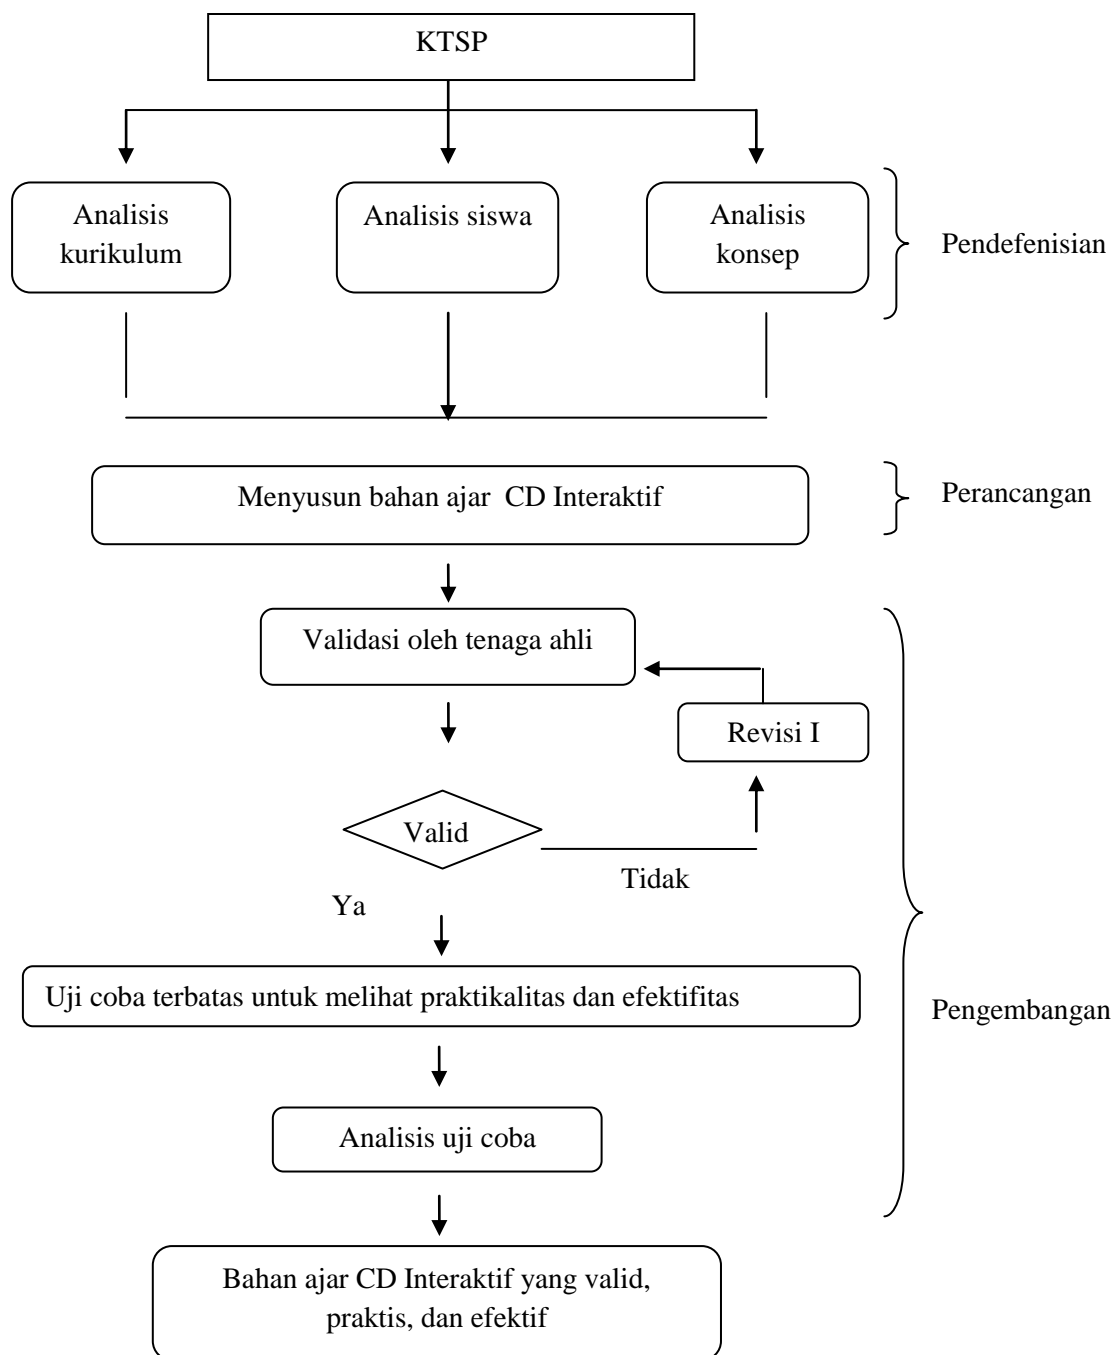 KTSP
Analisis
kurikulum
Analisis siswa
Analisis
konsep
Pendefenisian
Menyusun bahan ajar  CD Interaktif
Perancangan
Validasi oleh tenaga ahli
Revisi I
Valid
Tidak
Ya
Uji coba terbatas untuk melihat praktikalitas dan efektifitas
Pengembangan
Analisis uji coba
Bahan ajar CD Interaktif yang valid,
praktis, dan efektif